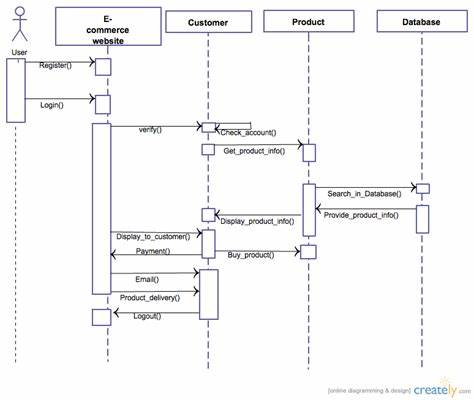 E-
commerce
website
Customer
Product
Database
User
Register()
Login()
verify()
Check_account()
Get_product_info()
Search_in_Database()
Provide_product_info()
Display_product_info()
Display_to_customer()
Payment()
Buy_product()
Email()
Product_delivery()
Logout()
[online diagramming & design] creately.com